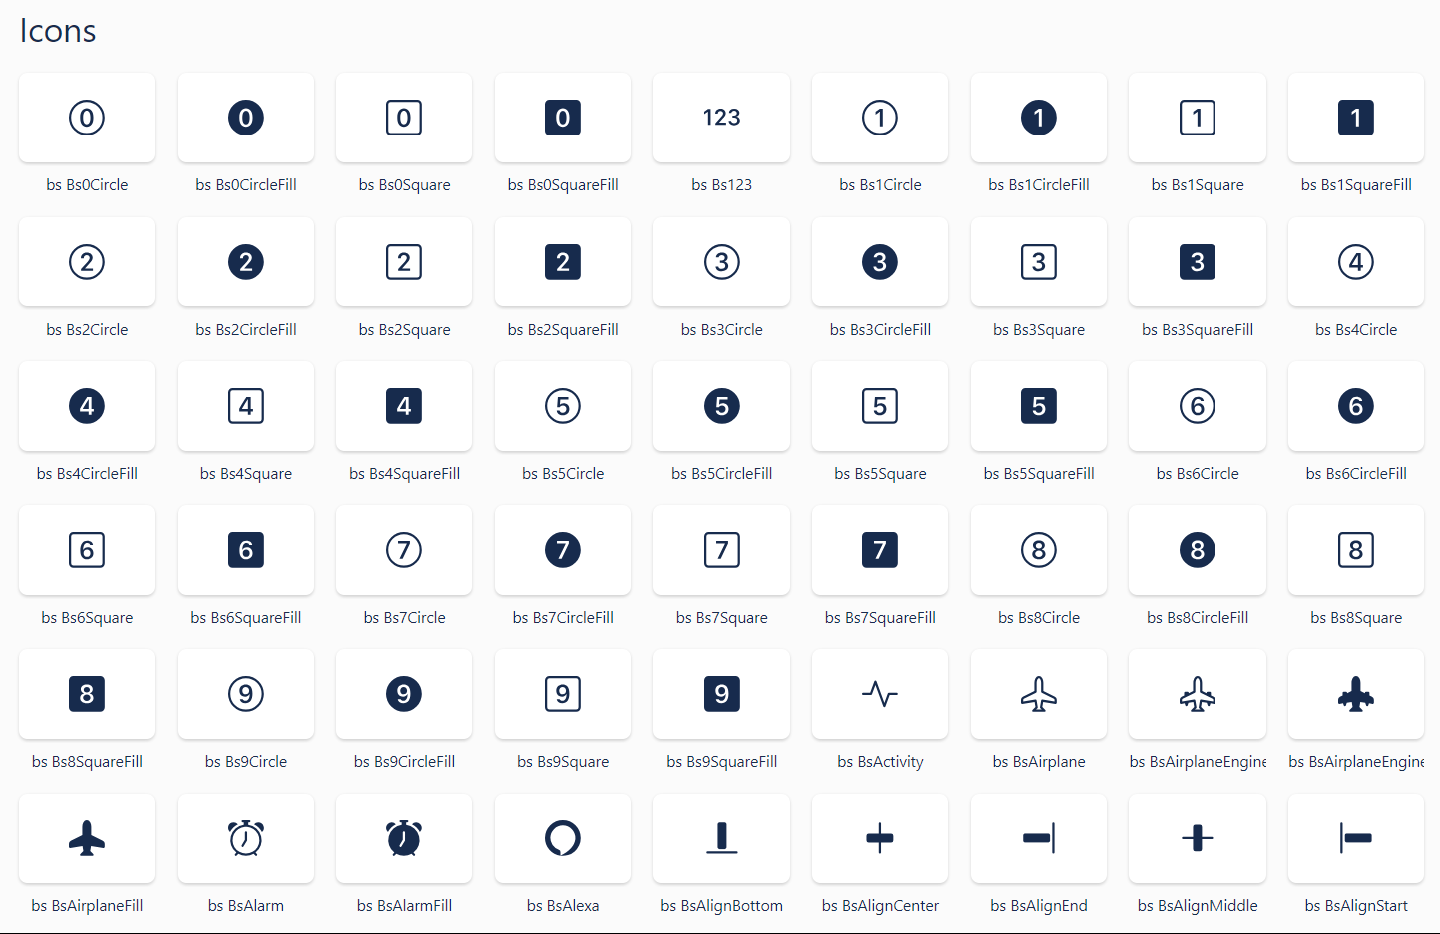 Icons
0 0 0 0 123 1 1 1 1
bs Bs0Circle bs Bs0CircleFill bs Bs0Square bs Bs0SquareFill bs Bs123 bs Bs1Circle bs Bs1CircleFill bs Bs1Square bs Bs1SquareFill
2 2 2 2 3 3 3 3 4
bs Bs2Circle bs Bs2CircleFill bs Bs2Square bs Bs2SquareFill bs Bs3Circle bs Bs3CircleFill bs Bs3Square bs Bs3SquareFill bs Bs4Circle
4 4 4 5 5 5 5 6 6
bs Bs4CircleFill bs Bs4Square bs Bs4SquareFill bs Bs5Circle bs Bs5CircleFill bs Bs5Square bs Bs5SquareFill bs Bs6Circle bs Bs6CircleFill
6 6 7 7 7 7 8 8 8
bs Bs6Square bs Bs6SquareFill bs Bs7Circle bs Bs7CircleFill bs Bs7Square bs Bs7SquareFill bs Bs8Circle bs Bs8CircleFill bs Bs8Square
8 9 9 9 9
bs Bs8SquareFill bs Bs9Circle bs Bs9CircleFill bs Bs9Square bs Bs9SquareFill bs BsActivity bs BsAirplane bs BsAirplaneEngine bs BsAirplaneEngine
bs BsAirplaneFill bs BsAlarm bs BsAlarmFill bs BsAlexa bs BsAlignBottom bs BsAlignCenter bs BsAlignEnd bs BsAlignMiddle bs BsAlignStart